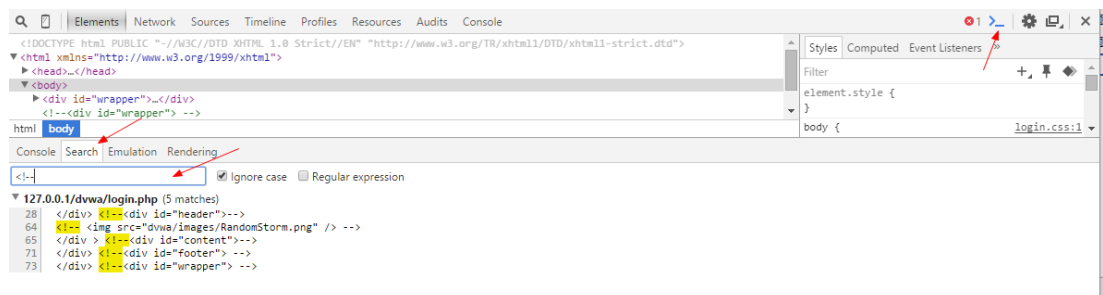 Elements Network Sources Timeline Profiles Resources Audits Console 1
<!DOCTYPE html PUBLIC "-//W3C//DTD XHTML 1.0 Strict//EN" "http://www.w3.org/TR/xhtml1/DTD/xhtml1-strict.dtd">
▼<html xmlns="http://www.w3.org/1999/xhtml">
▶<head>…</head>
▼<body>
▶<div id="wrapper">…</div>
<!--<div id="wrapper"> -->
html body
Styles Computed Event Listeners »
Filter
element.style {
}
body { login.css:1
Console Search Emulation Rendering
<!--
Ignore case Regular expression
▼ 127.0.0.1/dvwa/login.php (5 matches)
28 </div> <!--<div id="header">-->
64 <!-- <img src="dvwa/images/RandomStorm.png" /> -->
65 </div > <!--<div id="content">-->
71 </div> <!--<div id="footer"> -->
73 </div> <!--<div id="wrapper"> -->